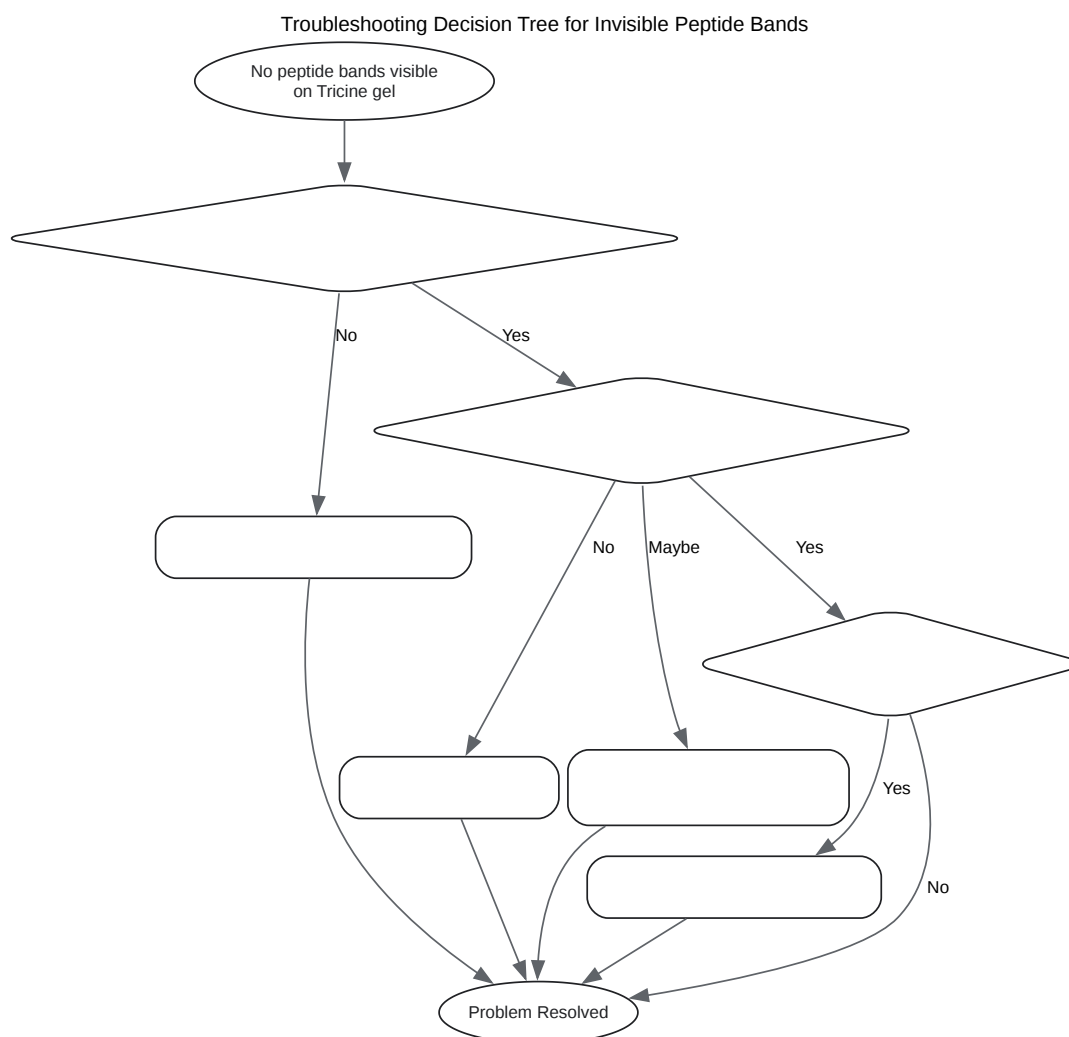 Troubleshooting Decision Tree for Invisible Peptide Bands
No peptide bands visible
on Tricine gel
No
Yes
No
Maybe
Yes
Yes
No
Problem Resolved